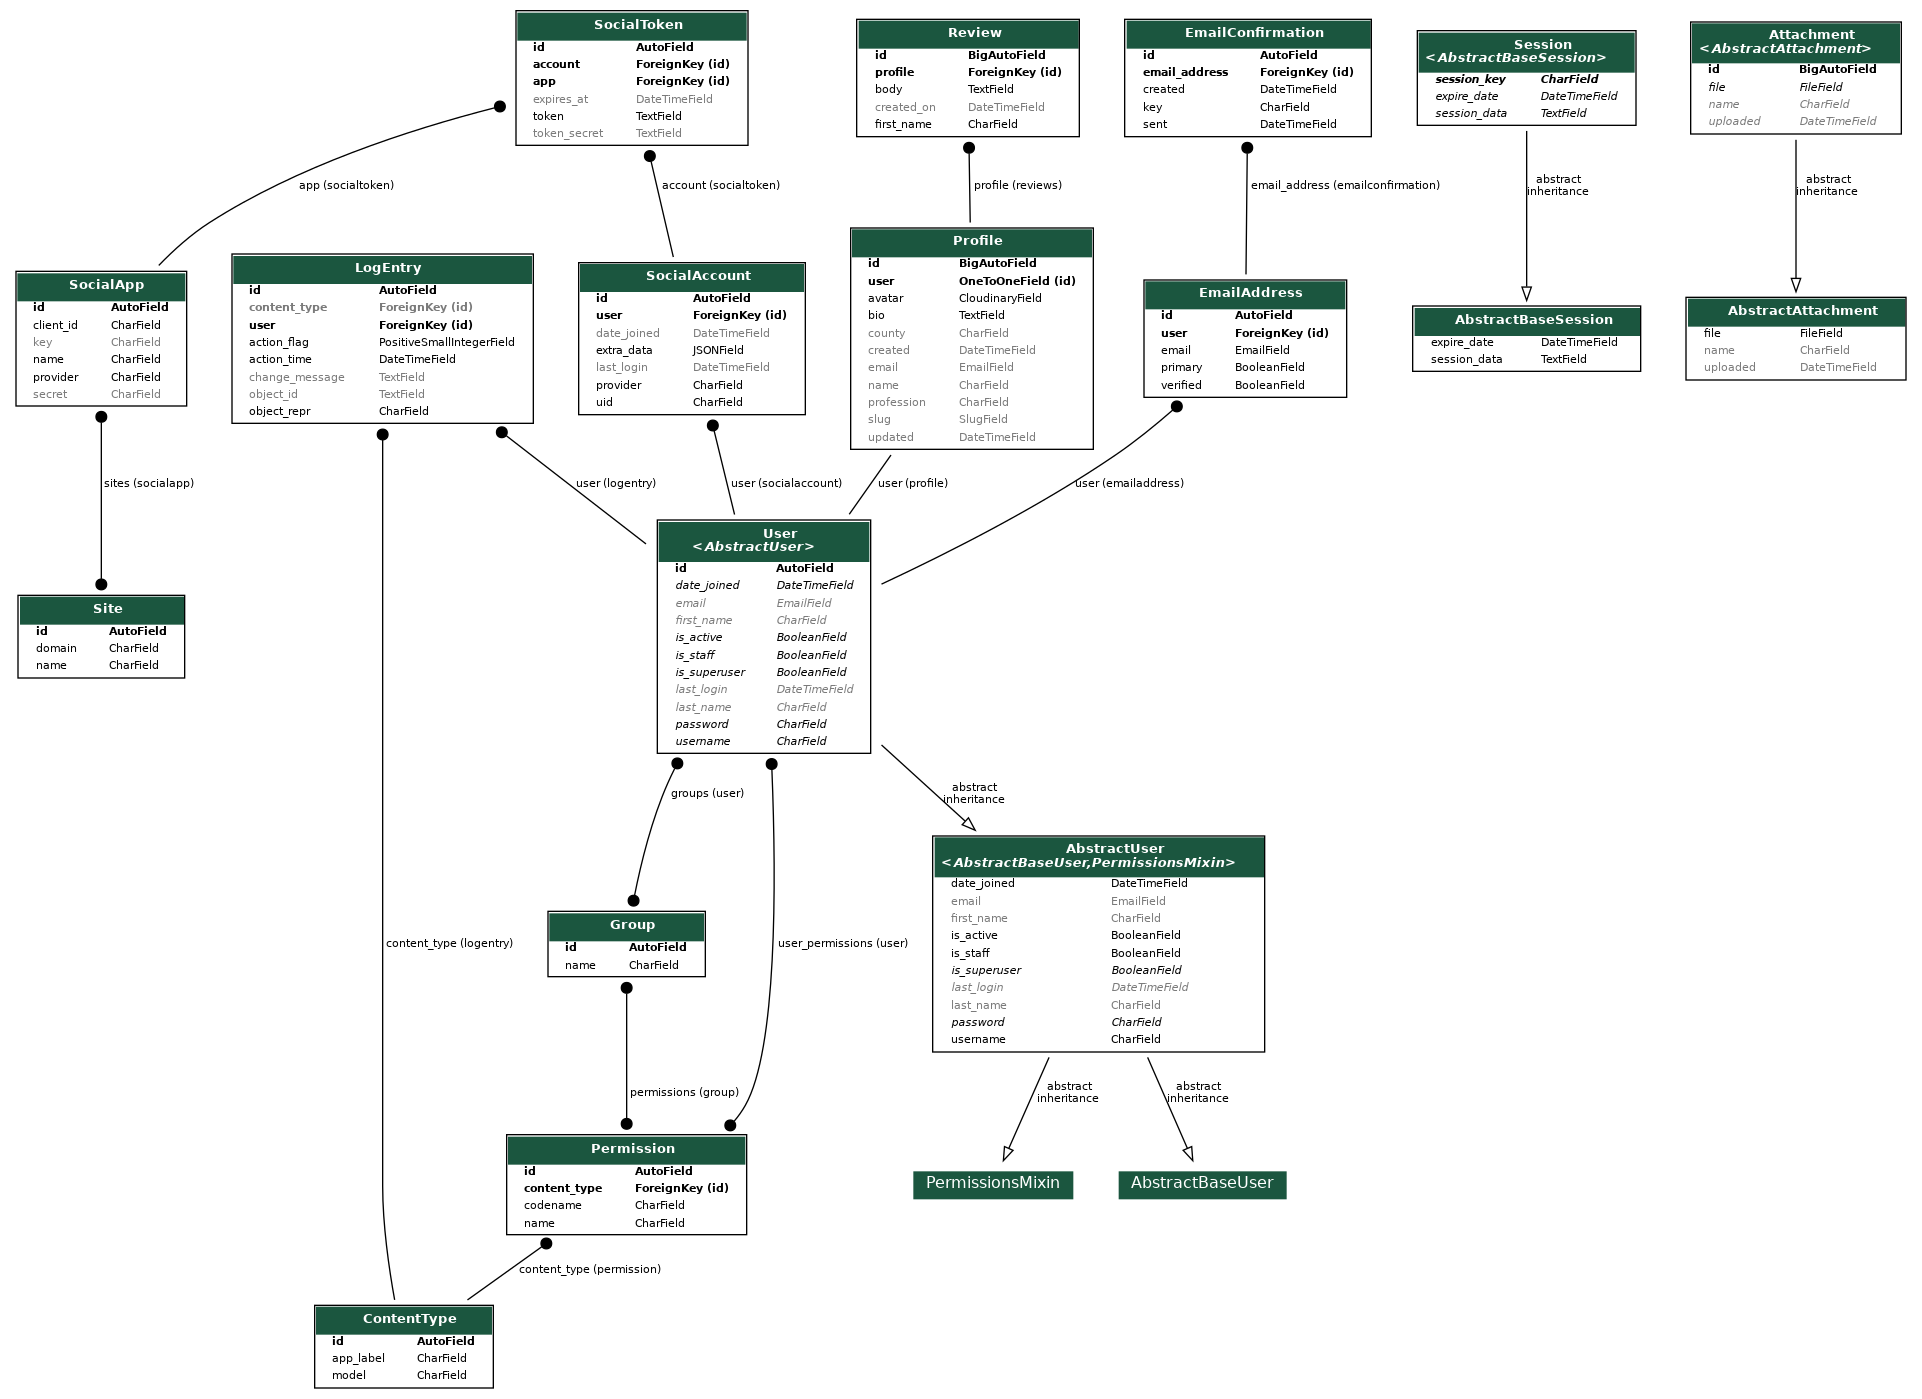 SocialToken
id AutoField
account ForeignKey (id)
app ForeignKey (id)
expires_at DateTimeField
token TextField
token_secret TextField
Review
id BigAutoField
profile ForeignKey (id)
body TextField
created_on DateTimeField
first_name CharField
EmailConfirmation
id AutoField
email_address ForeignKey (id)
created DateTimeField
key CharField
sent DateTimeField
Session
<AbstractBaseSession>
session_key CharField
expire_date DateTimeField
session_data TextField
Attachment
<AbstractAttachment>
id BigAutoField
file FileField
name CharField
uploaded DateTimeField
app (socialtoken)
account (socialtoken)
profile (reviews)
email_address (emailconfirmation)
abstract
inheritance
abstract
inheritance
SocialApp
id AutoField
client_id CharField
key CharField
name CharField
provider CharField
secret CharField
LogEntry
id AutoField
content_type ForeignKey (id)
user ForeignKey (id)
action_flag PositiveSmallIntegerField
action_time DateTimeField
change_message TextField
object_id TextField
object_repr CharField
SocialAccount
id AutoField
user ForeignKey (id)
date_joined DateTimeField
extra_data JSONField
last_login DateTimeField
provider CharField
uid CharField
Profile
id BigAutoField
user OneToOneField (id)
avatar CloudinaryField
bio TextField
county CharField
created DateTimeField
email EmailField
name CharField
profession CharField
slug SlugField
updated DateTimeField
EmailAddress
id AutoField
user ForeignKey (id)
email EmailField
primary BooleanField
verified BooleanField
AbstractBaseSession
expire_date DateTimeField
session_data TextField
AbstractAttachment
file FileField
name CharField
uploaded DateTimeField
sites (socialapp)
user (logentry)
user (socialaccount)
user (profile)
user (emailaddress)
Site
id AutoField
domain CharField
name CharField
User
<AbstractUser>
id AutoField
date_joined DateTimeField
email EmailField
first_name CharField
is_active BooleanField
is_staff BooleanField
is_superuser BooleanField
last_login DateTimeField
last_name CharField
password CharField
username CharField
groups (user)
abstract
inheritance
content_type (logentry)
user_permissions (user)
Group
id AutoField
name CharField
AbstractUser
<AbstractBaseUser,PermissionsMixin>
date_joined DateTimeField
email EmailField
first_name CharField
is_active BooleanField
is_staff BooleanField
is_superuser BooleanField
last_login DateTimeField
last_name CharField
password CharField
username CharField
permissions (group)
abstract
inheritance
abstract
inheritance
Permission
id AutoField
content_type ForeignKey (id)
codename CharField
name CharField
PermissionsMixin
AbstractBaseUser
content_type (permission)
ContentType
id AutoField
app_label CharField
model CharField